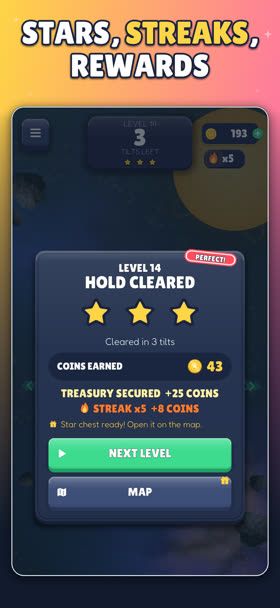 STARS, STREAKS,
REWARDS
LEVEL 14
3
TILTS LEFT
193
x5
PERFECT!
LEVEL 14
HOLD CLEARED
Cleared in 3 tilts
COINS EARNED 43
TREASURY SECURED +25 COINS
STREAK x5 +8 COINS
Star chest ready! Open it on the map.
NEXT LEVEL
MAP